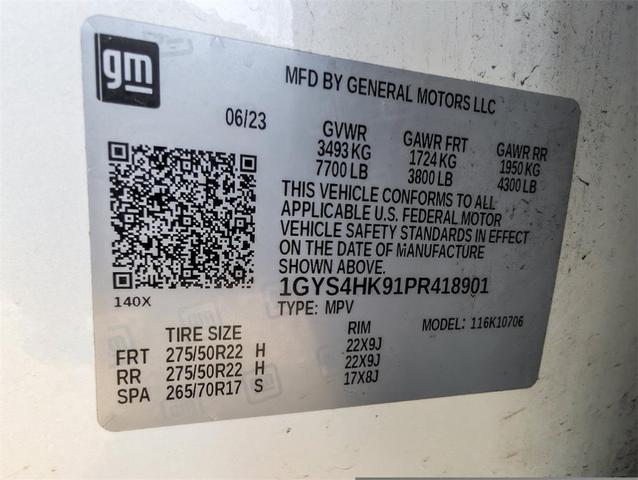 gm
MFD BY GENERAL MOTORS LLC
06/23
GVWR GAWR FRT GAWR RR
3493 KG 1724 KG 1950 KG
7700 LB 3800 LB 4300 LB
THIS VEHICLE CONFORMS TO ALL
APPLICABLE U.S. FEDERAL MOTOR
VEHICLE SAFETY STANDARDS IN EFFECT
ON THE DATE OF MANUFACTURE
SHOWN ABOVE.
1GYS4HK91PR418901
140X
TYPE: MPV MODEL: 116K10706
TIRE SIZE RIM
FRT 275/50R22 H 22X9J
RR 275/50R22 H 22X9J
SPA 265/70R17 S 17X8J